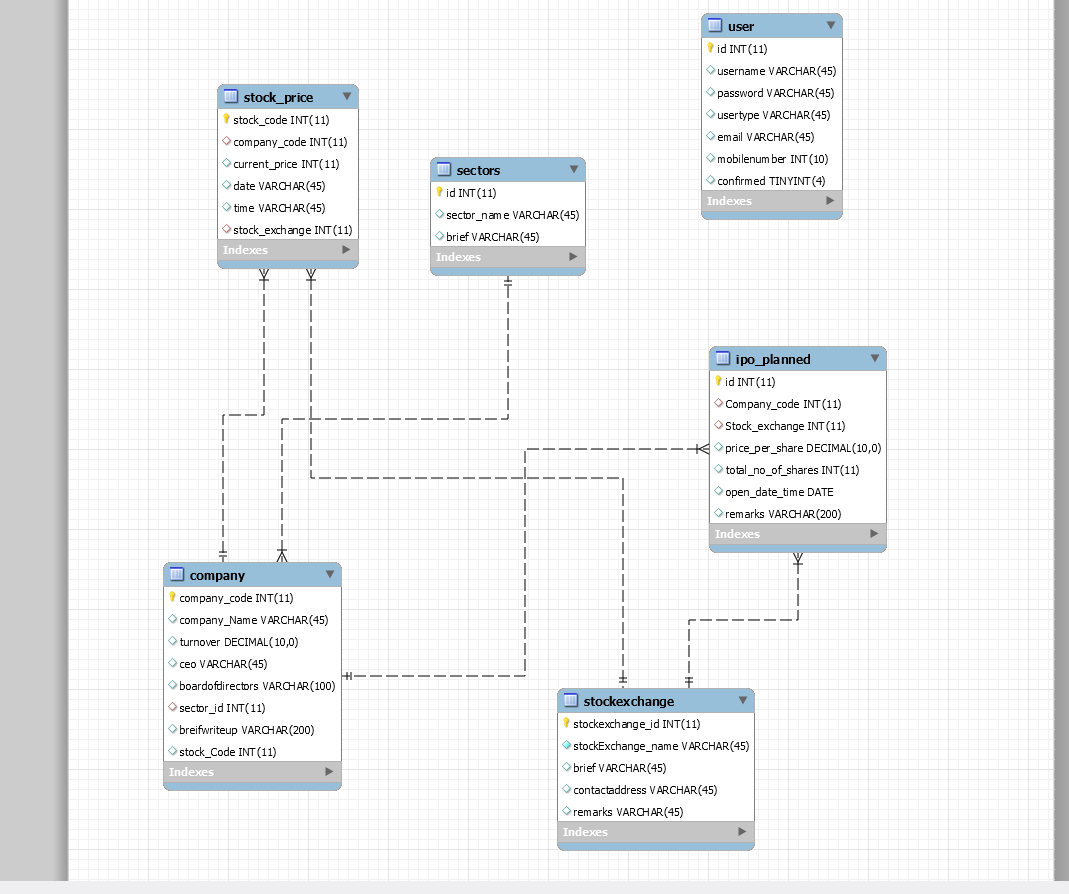 user
id INT(11)
username VARCHAR(45)
password VARCHAR(45)
usertype VARCHAR(45)
email VARCHAR(45)
mobilenumber INT(10)
confirmed TINYINT(4)
Indexes
stock_price
stock_code INT(11)
company_code INT(11)
current_price INT(11)
date VARCHAR(45)
time VARCHAR(45)
stock_exchange INT(11)
Indexes
sectors
id INT(11)
sector_name VARCHAR(45)
brief VARCHAR(45)
Indexes
ipo_planned
id INT(11)
Company_code INT(11)
Stock_exchange INT(11)
price_per_share DECIMAL(10,0)
total_no_of_shares INT(11)
open_date_time DATE
remarks VARCHAR(200)
Indexes
company
company_code INT(11)
company_Name VARCHAR(45)
turnover DECIMAL(10,0)
ceo VARCHAR(45)
boardofdirectors VARCHAR(100)
sector_id INT(11)
breifwriteup VARCHAR(200)
stock_Code INT(11)
Indexes
stockexchange
stockexchange_id INT(11)
stockExchange_name VARCHAR(45)
brief VARCHAR(45)
contactaddress VARCHAR(45)
remarks VARCHAR(45)
Indexes